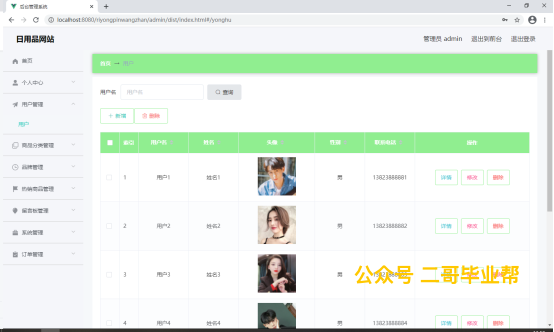 后台管理系统
localhost:8080/riyongpinwangzhan/admin/dist/index.html#/yonghu
日用品网站
管理员 admin 退出到前台 退出登录
首页
个人中心
用户管理
用户
商品分类管理
品牌管理
热销商品管理
留言板管理
系统管理
订单管理
首页 用户
用户名 用户名 查询
+ 新增 删除
索引 用户名 姓名 头像 性别 联系电话 操作
1 用户1 姓名1 男 13823888881 详情 修改 删除
2 用户2 姓名2 男 13823888882 详情 修改 删除
3 用户3 姓名3 男 修改 删除
公众号 二哥毕业帮
4 用户4 姓名4 男 13823888884 详情 修改 删除